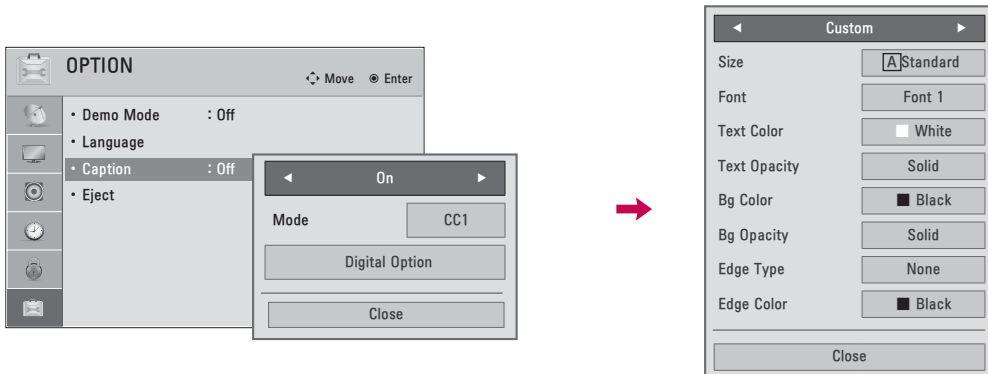 OPTION
Move Enter
• Demo Mode : Off
• Language
• Caption : Off
• Eject
◄ On ►
Mode CC1
Digital Option
Close
◄ Custom ►
Size A Standard
Font Font 1
Text Color White
Text Opacity Solid
Bg Color Black
Bg Opacity Solid
Edge Type None
Edge Color Black
Close